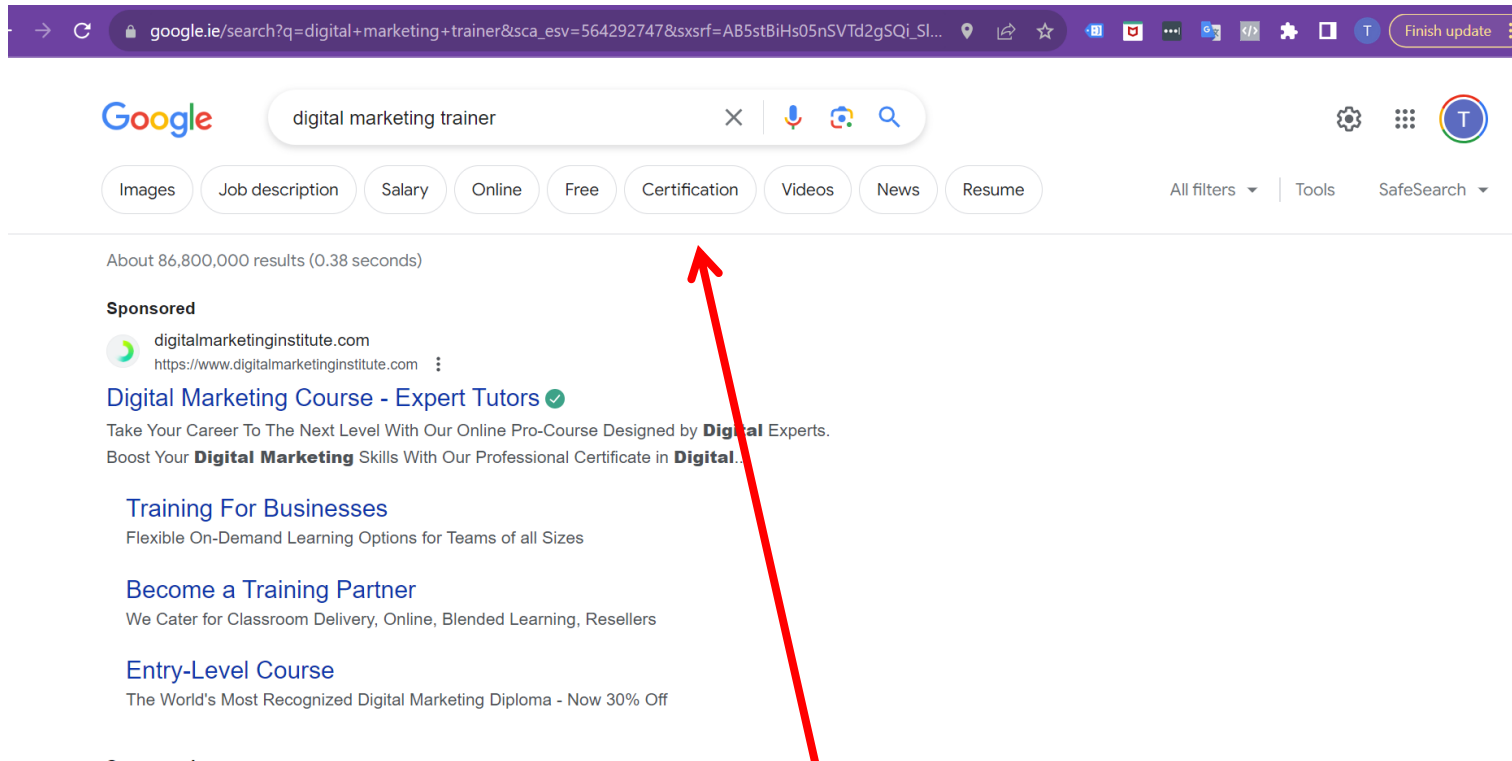 google.ie/search?q=digital+marketing+trainer&sca_esv=564292747&sxsrf=AB5stBiHs05nSVTd2gSQi_Sl... T Finish update
Google digital marketing trainer T
Images Job description Salary Online Free Certification Videos News Resume All filters Tools SafeSearch
About 86,800,000 results (0.38 seconds)
Sponsored
digitalmarketinginstitute.com
https://www.digitalmarketinginstitute.com
Digital Marketing Course - Expert Tutors
Take Your Career To The Next Level With Our Online Pro-Course Designed by Digital Experts.
Boost Your Digital Marketing Skills With Our Professional Certificate in Digital...
Training For Businesses
Flexible On-Demand Learning Options for Teams of all Sizes
Become a Training Partner
We Cater for Classroom Delivery, Online, Blended Learning, Resellers
Entry-Level Course
The World's Most Recognized Digital Marketing Diploma - Now 30% Off